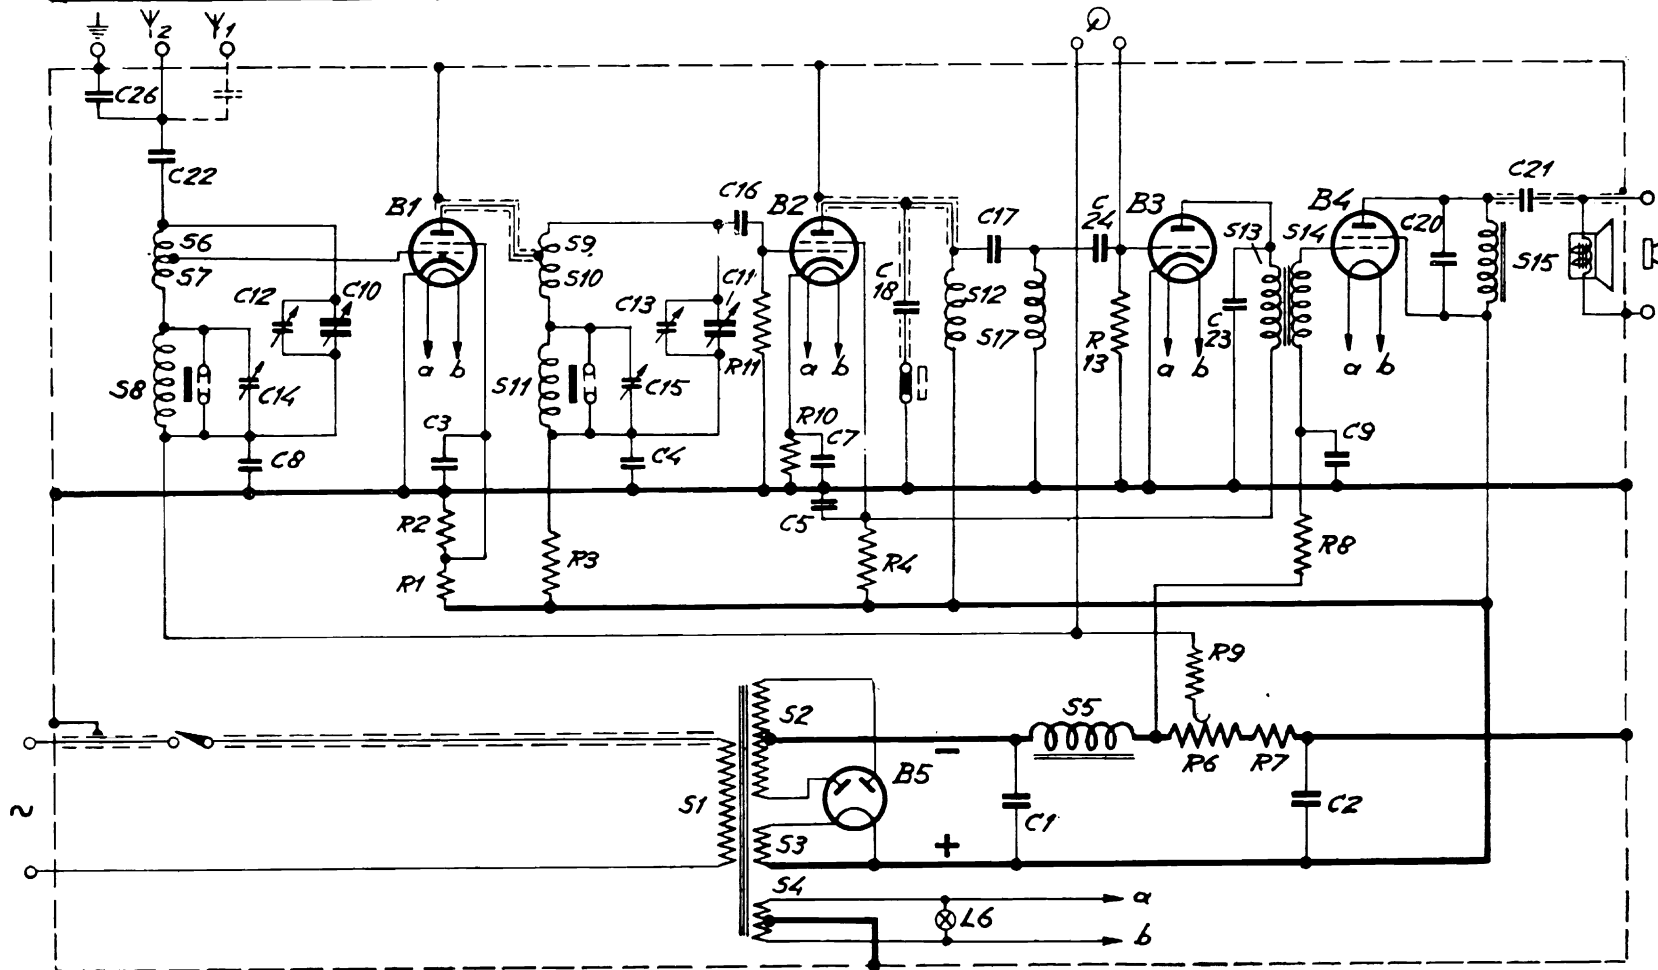 2 1
C26
C22
C16 C21
B1 B2 C17 C24 B3 B4
S6 S9 S13 S14 C20
S7 S10 S15
C12 C10 C13 C11 C18 S12
S17 R13 C23
R11
a b a b a b a b
S8 C14 S11 C15
C3 R10 C7 C9
C8 C4
R2 C5
R3 R4 R8
R1
R9
S2 S5
−
B5 R6 R7
~ S1 C1 C2
S3 +
S4
a
L6
b